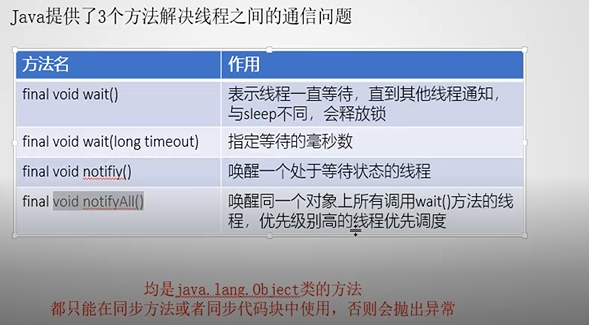 Java提供了3个方法解决线程之间的通信问题
方法名 作用
final void wait() 表示线程一直等待，直到其他线程通知，
与sleep不同，会释放锁
final void wait(long timeout) 指定等待的毫秒数
final void notifiy() 唤醒一个处于等待状态的线程
final void notifyAll() 唤醒同一个对象上所有调用wait()方法的线
程，优先级别高的线程优先调度
均是java.lang.Object类的方法
都只能在同步方法或者同步代码块中使用，否则会抛出异常